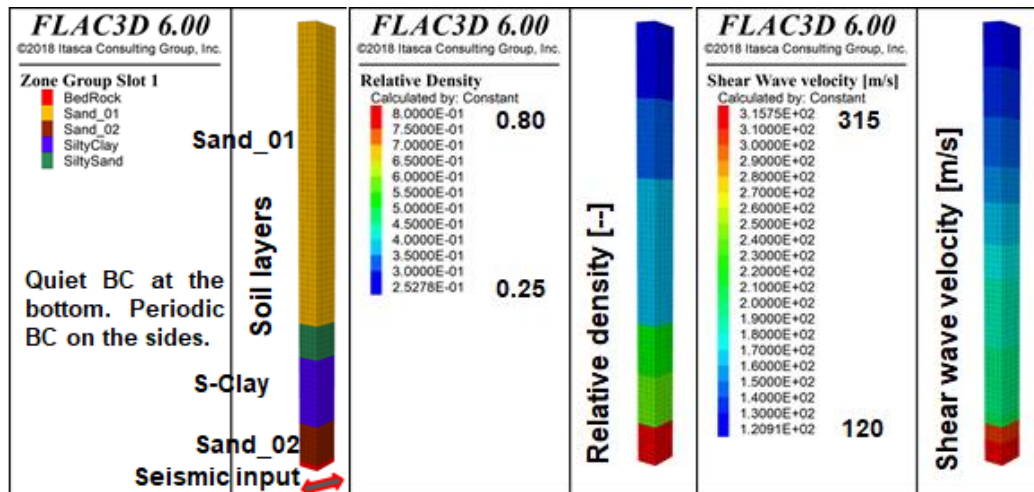 FLAC3D 6.00
©2018 Itasca Consulting Group, Inc.
Zone Group Slot 1
BedRock
Sand_01
Sand_02
SiltyClay
SiltySand
Quiet BC at the
bottom. Periodic
BC on the sides.
Soil layers
Sand_01
S-Clay
Sand_02
Seismic input
FLAC3D 6.00
©2018 Itasca Consulting Group, Inc.
Relative Density
Calculated by: Constant
8.0000E-01
7.5000E-01
7.0000E-01
6.5000E-01
6.0000E-01
5.5000E-01
5.0000E-01
4.5000E-01
4.0000E-01
3.5000E-01
3.0000E-01
2.5278E-01
0.80
0.25
Relative density [--]
FLAC3D 6.00
©2018 Itasca Consulting Group, Inc.
Shear Wave velocity [m/s]
Calculated by: Constant
3.1575E+02
3.1000E+02
3.0000E+02
2.9000E+02
2.8000E+02
2.7000E+02
2.6000E+02
2.5000E+02
2.4000E+02
2.3000E+02
2.2000E+02
2.1000E+02
2.0000E+02
1.9000E+02
1.8000E+02
1.7000E+02
1.6000E+02
1.5000E+02
1.4000E+02
1.3000E+02
1.2091E+02
315
120
Shear wave velocity [m/s]